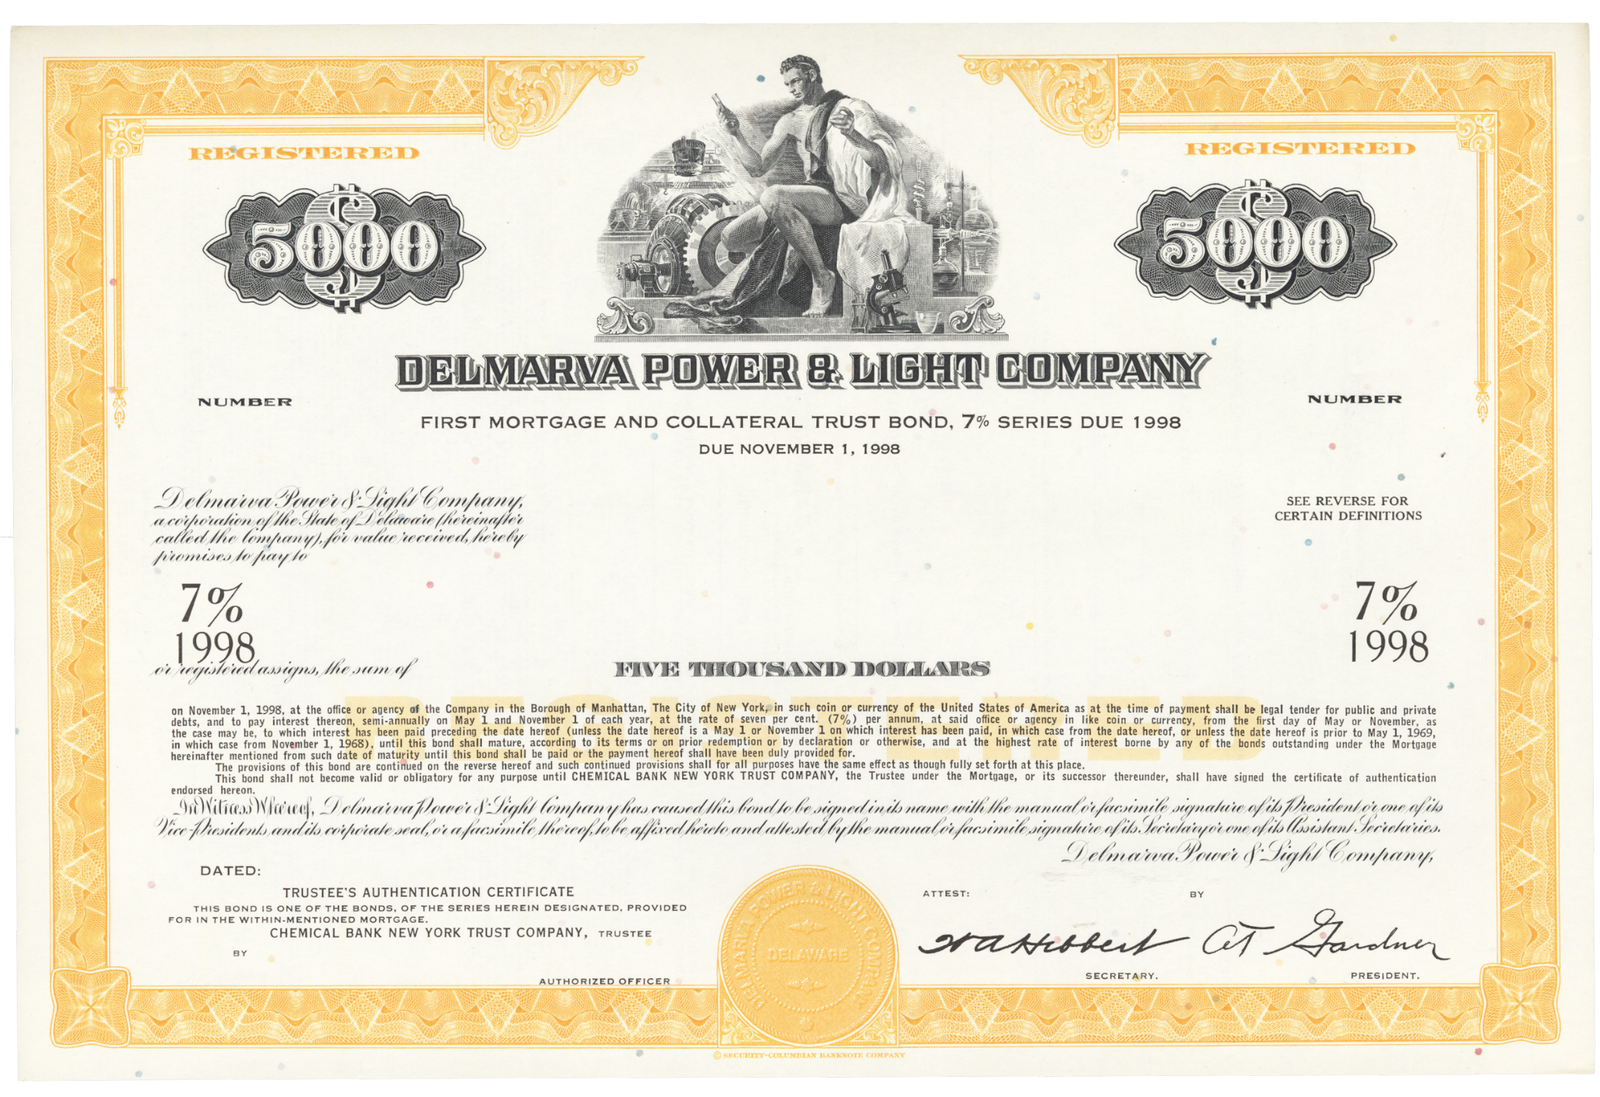 REGISTERED
REGISTERED
$5000
$5000
DELMARVA POWER & LIGHT COMPANY
NUMBER
NUMBER
FIRST MORTGAGE AND COLLATERAL TRUST BOND, 7% SERIES DUE 1998
DUE NOVEMBER 1, 1998
Delmarva Power & Light Company,
a corporation of the State of Delaware (hereinafter
called the Company), for value received, hereby
promises to pay to
SEE REVERSE FOR
CERTAIN DEFINITIONS
7%
1998
7%
1998
or registered assigns, the sum of
FIVE THOUSAND DOLLARS
REGISTERED
on November 1, 1998, at the office or agency of the Company in the Borough of Manhattan, The City of New York, in such coin or currency of the United States of America as at the time of payment shall be legal tender for public and private
debts, and to pay interest thereon, semi-annually on May 1 and November 1 of each year, at the rate of seven per cent. (7%) per annum, at said office or agency in like coin or currency, from the first day of May or November, as
the case may be, to which interest has been paid preceding the date hereof (unless the date hereof is a May 1 or November 1 on which interest has been paid, in which case from the date hereof, or unless the date hereof is prior to May 1, 1969,
in which case from November 1, 1968), until this bond shall mature, according to its terms or on prior redemption or by declaration or otherwise, and at the highest rate of interest borne by any of the bonds outstanding under the Mortgage
hereinafter mentioned from such date of maturity until this bond shall be paid or the payment hereof shall have been duly provided for.
The provisions of this bond are continued on the reverse hereof and such continued provisions shall for all purposes have the same effect as though fully set forth at this place.
This bond shall not become valid or obligatory for any purpose until CHEMICAL BANK NEW YORK TRUST COMPANY, the Trustee under the Mortgage, or its successor thereunder, shall have signed the certificate of authentication
endorsed hereon.
In Witness Whereof, Delmarva Power & Light Company has caused this bond to be signed in its name with the manual or facsimile signature of its President or one of its
Vice-Presidents, and its corporate seal, or a facsimile thereof, to be affixed hereto and attested by the manual or facsimile signature of its Secretary or one of its Assistant Secretaries.
Delmarva Power & Light Company,
DATED:
TRUSTEE'S AUTHENTICATION CERTIFICATE
THIS BOND IS ONE OF THE BONDS, OF THE SERIES HEREIN DESIGNATED, PROVIDED
FOR IN THE WITHIN-MENTIONED MORTGAGE.
CHEMICAL BANK NEW YORK TRUST COMPANY, TRUSTEE
BY
AUTHORIZED OFFICER
DELMARVA POWER & LIGHT COMPANY
DELAWARE
ATTEST:
BY
W A Hebbert
SECRETARY.
A T Gardner
PRESIDENT.
© SECURITY-COLUMBIAN BANKNOTE COMPANY